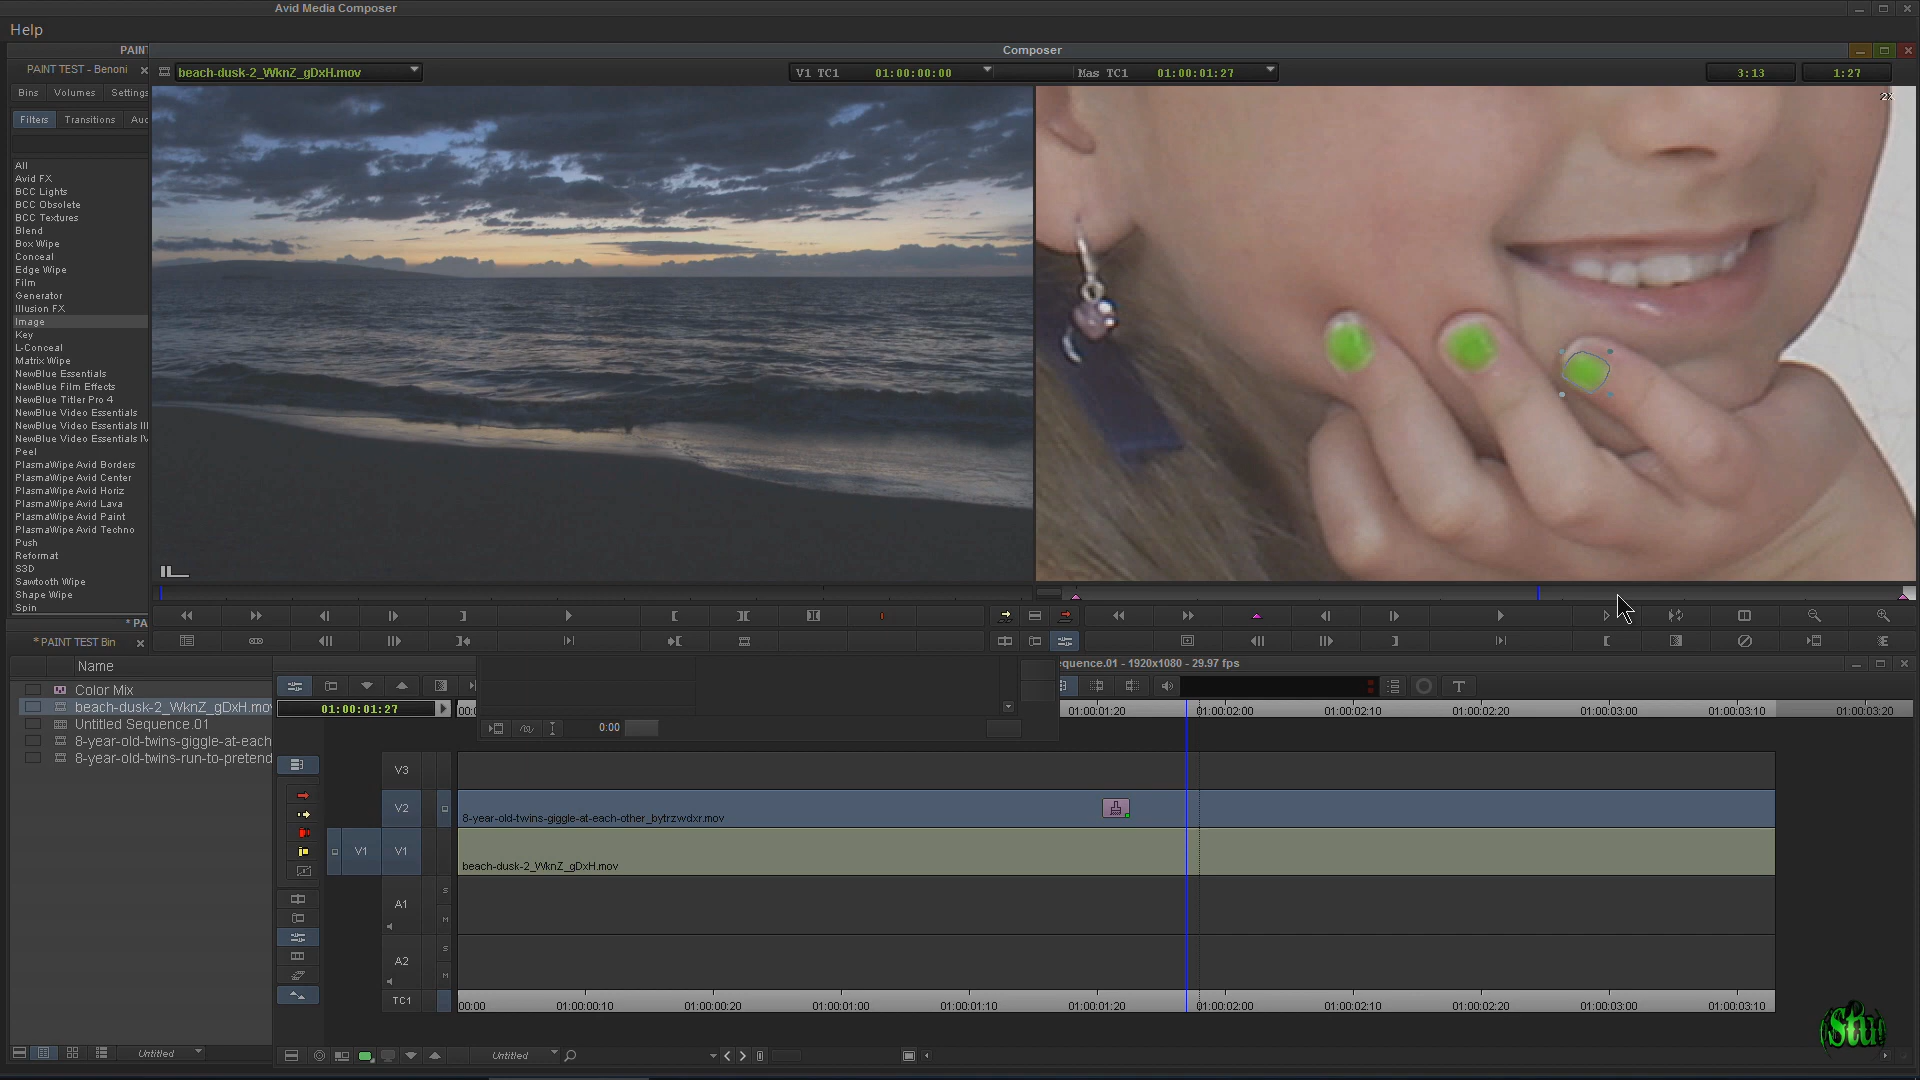 Avid Media Composer
Help
PAINT
Composer
PAINT TEST - Benoni
beach-dusk-2_WknZ_gDxH.mov
V1 TC1 01:00:00:00
Mas TC1 01:00:01:27
3:13
1:27
Bins Volumes Settings
2x
Filters Transitions Aud
All
Avid FX
BCC Lights
BCC Obsolete
BCC Textures
Blend
Box Wipe
Conceal
Edge Wipe
Film
Generator
Illusion FX
Image
Key
L-Conceal
Matrix Wipe
NewBlue Essentials
NewBlue Film Effects
NewBlue Titler Pro 4
NewBlue Video Essentials
NewBlue Video Essentials III
NewBlue Video Essentials IV
Peel
PlasmaWipe Avid Borders
PlasmaWipe Avid Center
PlasmaWipe Avid Horiz
PlasmaWipe Avid Lava
PlasmaWipe Avid Paint
PlasmaWipe Avid Techno
Push
Reformat
S3D
Sawtooth Wipe
Shape Wipe
Spin
* PA
*PAINT TEST Bin
Name
equence.01 - 1920x1080 - 29.97 fps
Color Mix
beach-dusk-2_WknZ_gDxH.mov
Untitled Sequence.01
8-year-old-twins-giggle-at-each
8-year-old-twins-run-to-pretend
T
01:00:01:27
00:0
01:00:01:20 01:00:02:00 01:00:02:10 01:00:02:20 01:00:03:00 01:00:03:10 01:00:03:20
0:00
V3
V2
8-year-old-twins-giggle-at-each-other_bytrzwdxr.mov
V1 V1
beach-dusk-2_WknZ_gDxH.mov
A1
S
M
A2
S
M
TC1
00:00 01:00:00:10 01:00:00:20 01:00:01:00 01:00:01:10 01:00:01:20 01:00:02:00 01:00:02:10 01:00:02:20 01:00:03:00 01:00:03:10
Untitled
Untitled
Stu